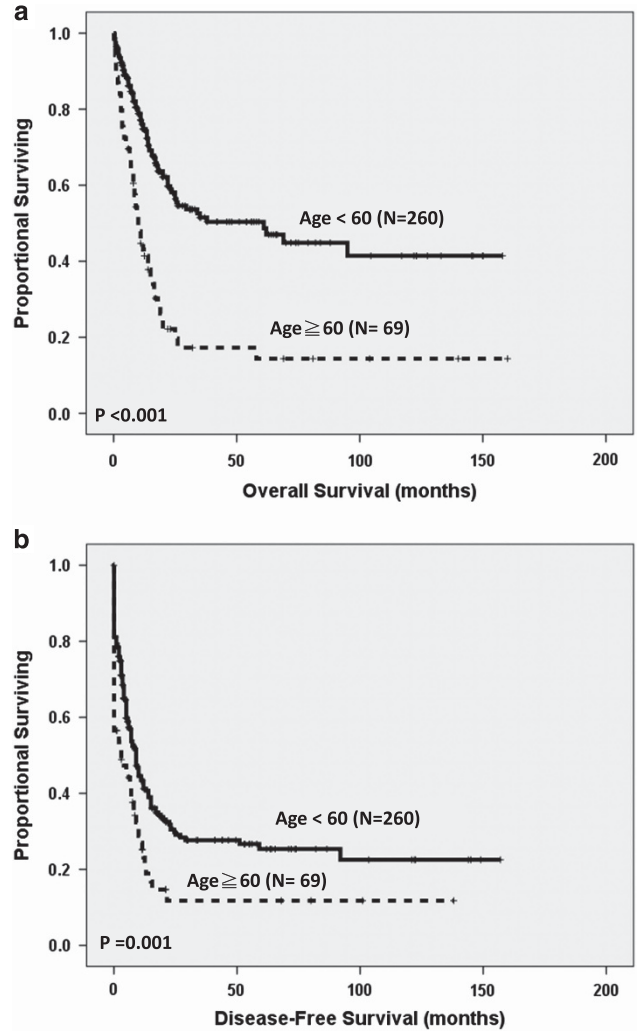 a
Proportional Surviving
1.0
0.8
0.6
0.4
0.2
0.0
Age < 60 (N=260)
Age ≧ 60 (N= 69)
P <0.001
0 50 100 150 200
Overall Survival (months)
b
Proportional Surviving
1.0
0.8
0.6
0.4
0.2
0.0
Age < 60 (N=260)
Age ≧ 60 (N= 69)
P =0.001
0 50 100 150 200
Disease-Free Survival (months)